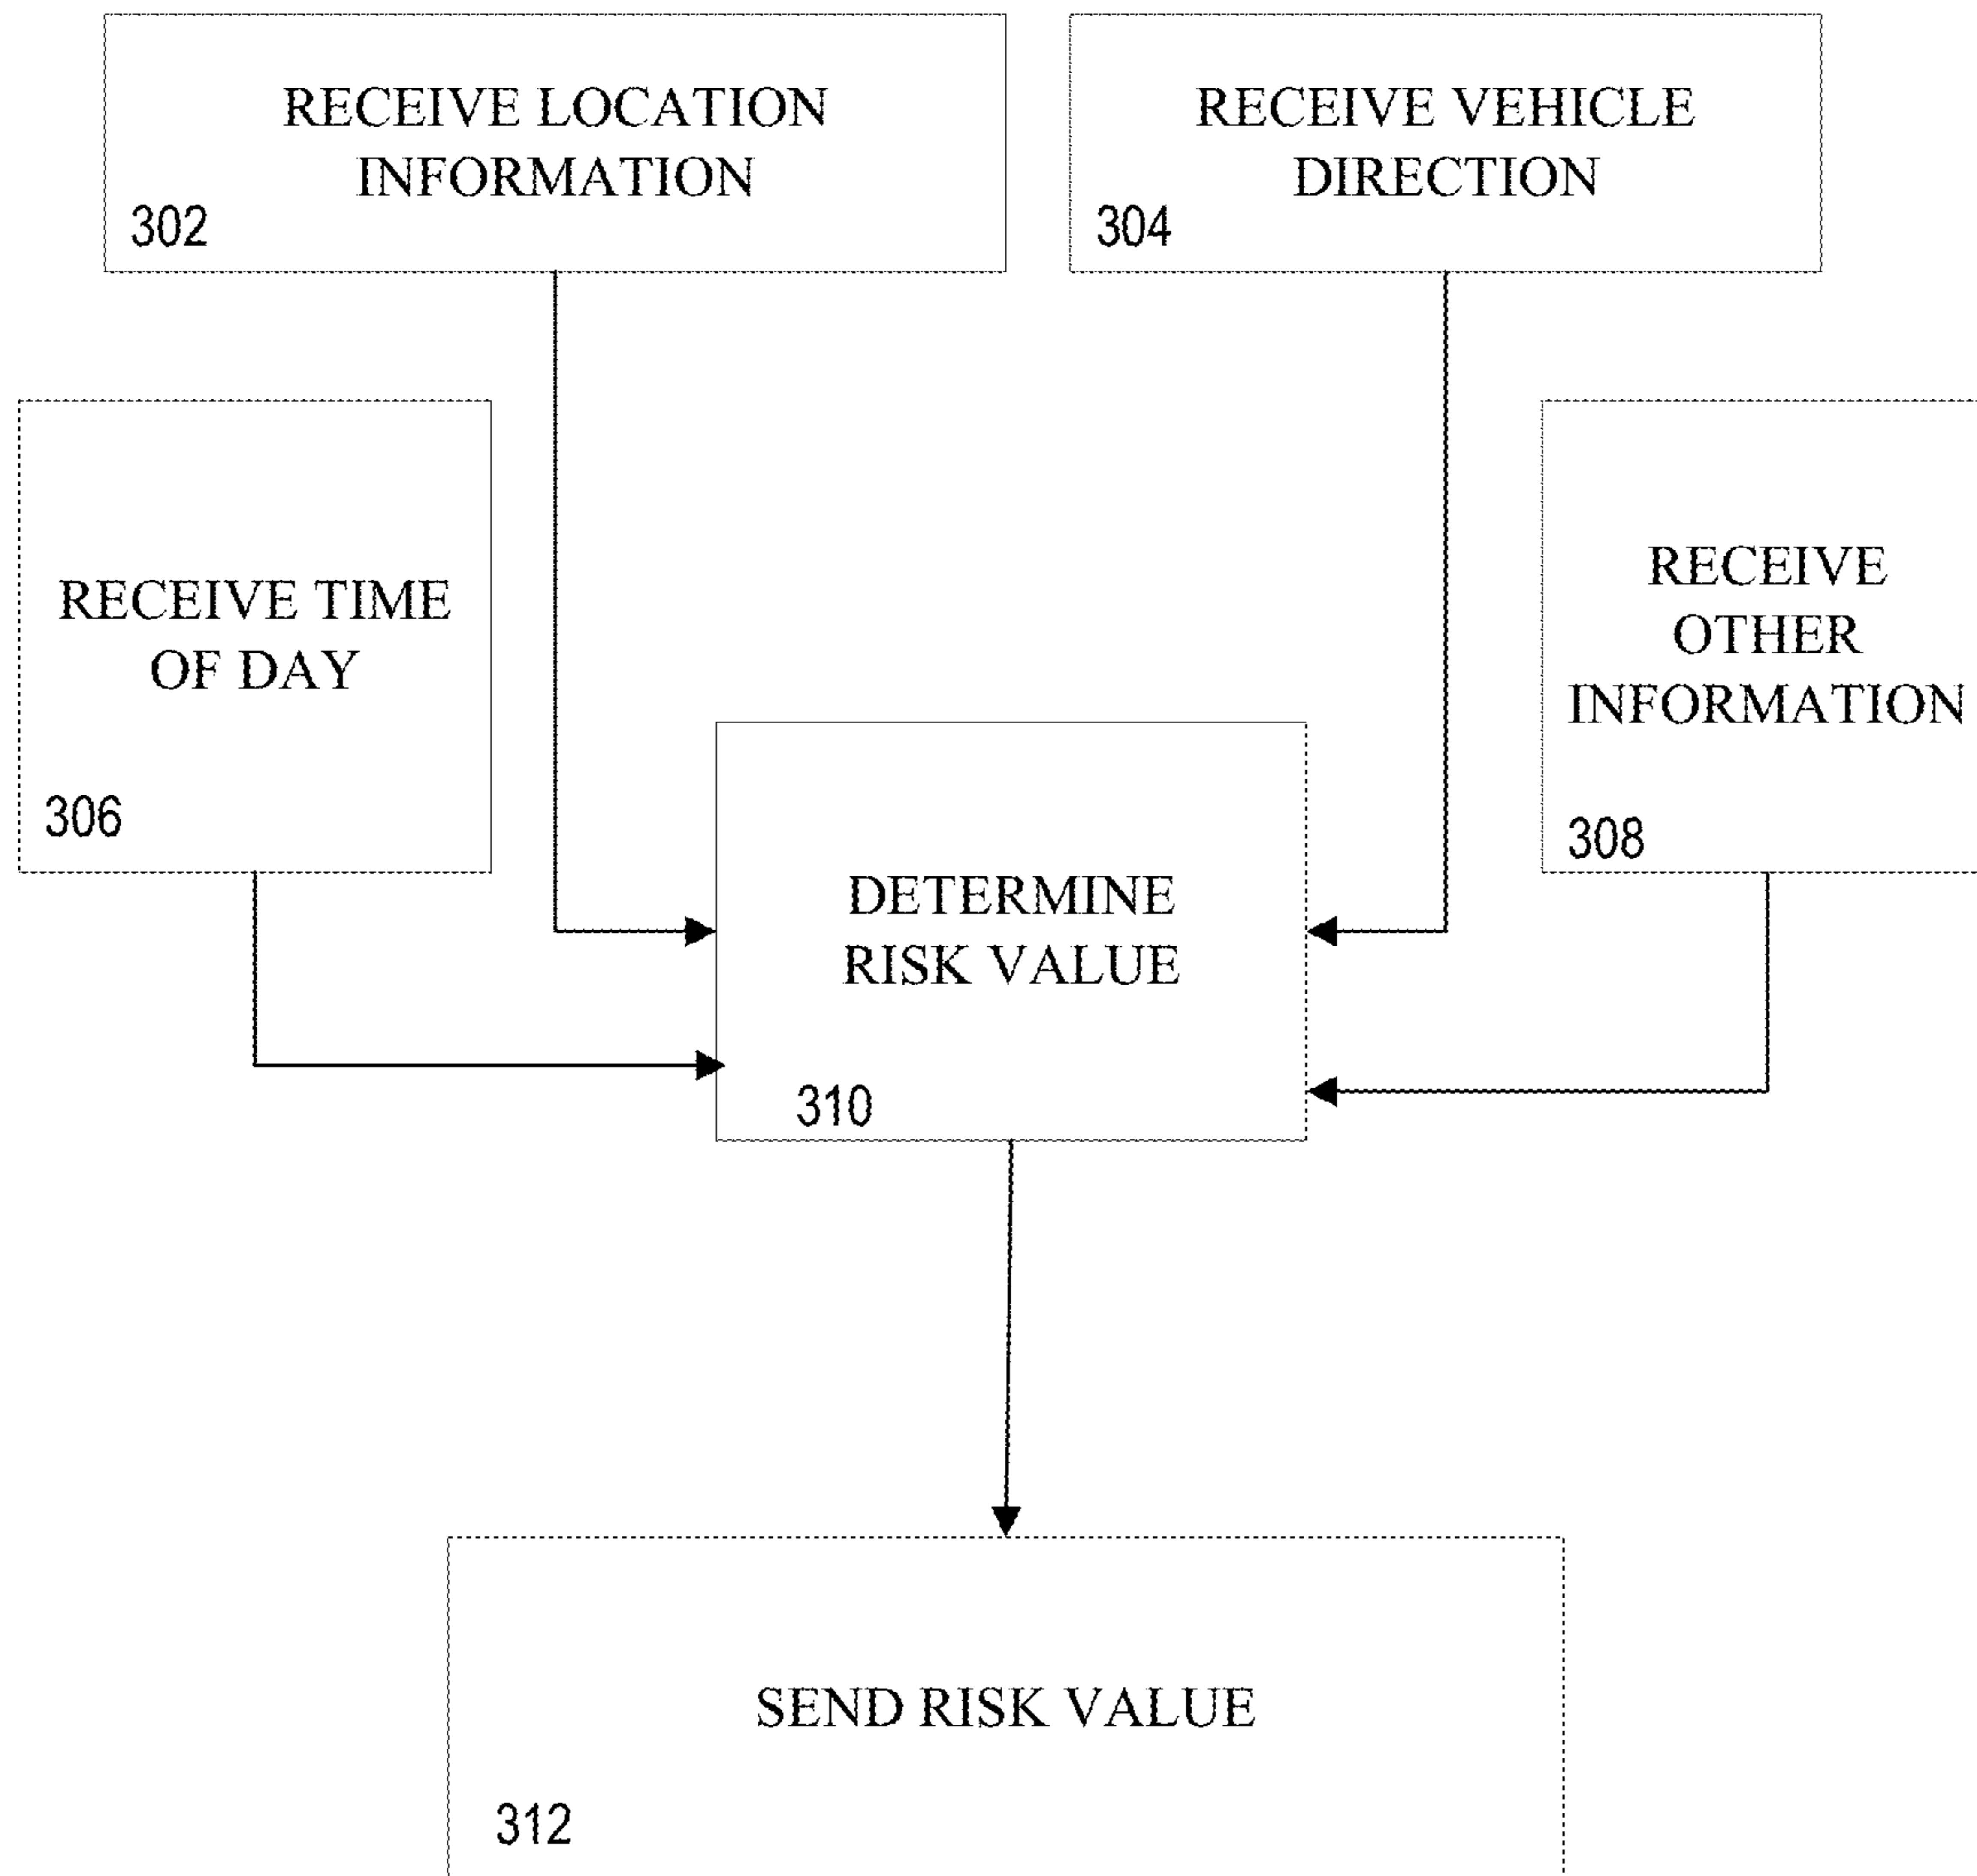 RECEIVE LOCATION
INFORMATION
302
RECEIVE VEHICLE
DIRECTION
304
RECEIVE TIME
OF DAY
306
RECEIVE
OTHER
INFORMATION
308
DETERMINE
RISK VALUE
310
SEND RISK VALUE
312